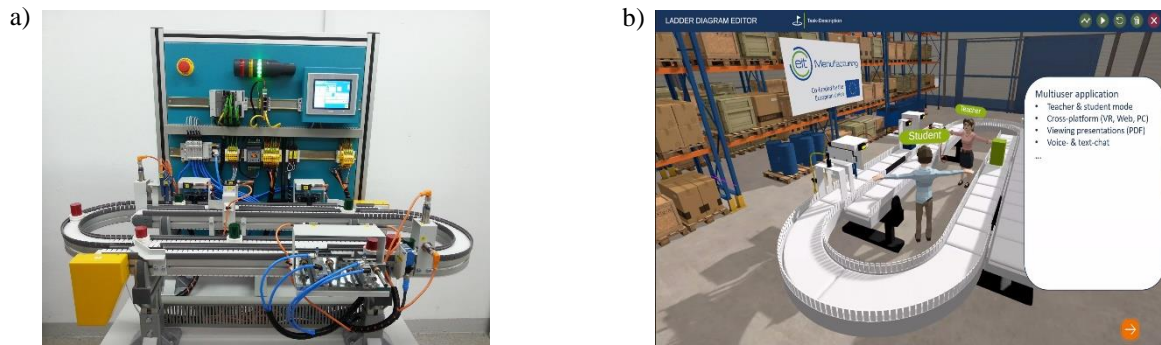 a)
b)
LADDER DIAGRAM EDITOR
Task-Description
eit Manufacturing
Co-funded by the
European Union
Teacher
Student
Multiuser application
• Teacher & student mode
• Cross-platform (VR, Web, PC)
• Viewing presentations (PDF)
• Voice- & text-chat
...